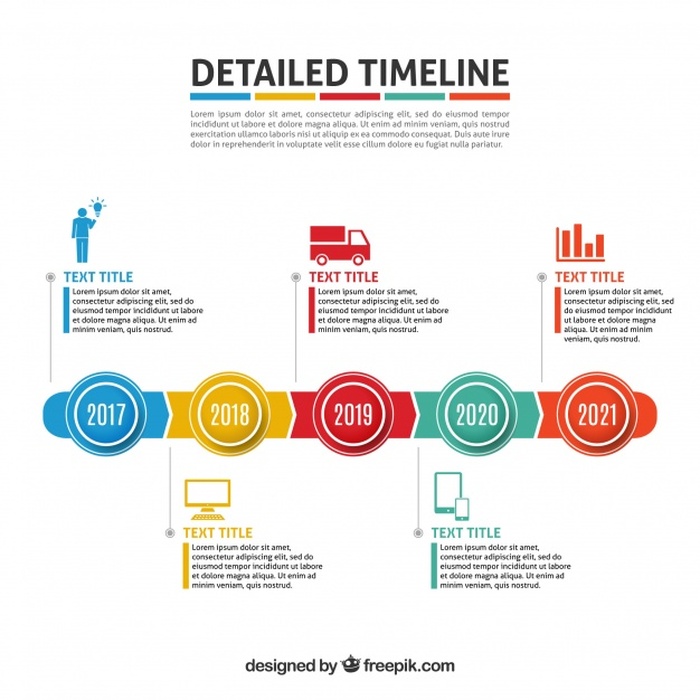 DETAILED TIMELINE
Lorem ipsum dolor sit amet, consectetur adipiscing elit, sed do eiusmod tempor
incididunt ut labore et dolore magna aliqua. Ut enim ad minim veniam, quis nostrud
exercitation ullamco laboris nisi ut aliquip ex ea commodo consequat. Duis aute irure
dolor in reprehenderit in voluptate velit esse cillum dolore eu fugiat nulla pariatur.
TEXT TITLE
Lorem ipsum dolor sit amet,
consectetur adipiscing elit, sed do
eiusmod tempor incididunt ut labore
et dolore magna aliqua. Ut enim ad
minim veniam, quis nostrud.
TEXT TITLE
Lorem ipsum dolor sit amet,
consectetur adipiscing elit, sed do
eiusmod tempor incididunt ut labore
et dolore magna aliqua. Ut enim ad
minim veniam, quis nostrud.
TEXT TITLE
Lorem ipsum dolor sit amet,
consectetur adipiscing elit, sed do
eiusmod tempor incididunt ut labore
et dolore magna aliqua. Ut enim ad
minim veniam, quis nostrud.
2017
2018
2019
2020
2021
TEXT TITLE
Lorem ipsum dolor sit amet,
consectetur adipiscing elit, sed do
eiusmod tempor incididunt ut labore
et dolore magna aliqua. Ut enim ad
minim veniam, quis nostrud.
TEXT TITLE
Lorem ipsum dolor sit amet,
consectetur adipiscing elit, sed do
eiusmod tempor incididunt ut labore
et dolore magna aliqua. Ut enim ad
minim veniam, quis nostrud.
designed by freepik.com